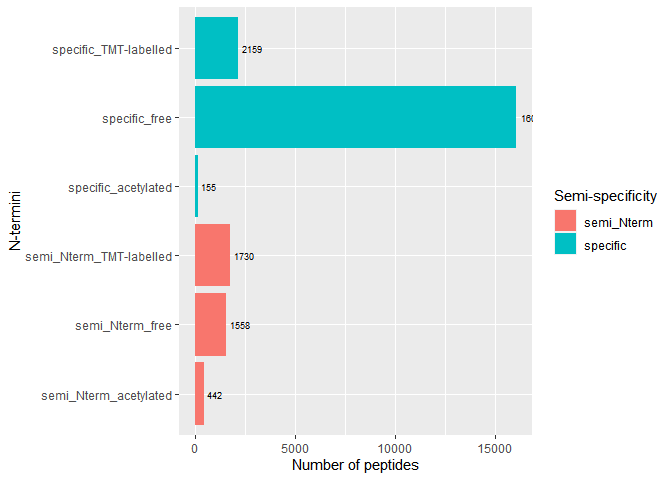 specific_TMT-labelled
2159
specific_free
160
specific_acetylated
155
semi_Nterm_TMT-labelled
1730
semi_Nterm_free
1558
semi_Nterm_acetylated
442
N-termini
0 5000 10000 15000
Number of peptides
Semi-specificity
semi_Nterm
specific